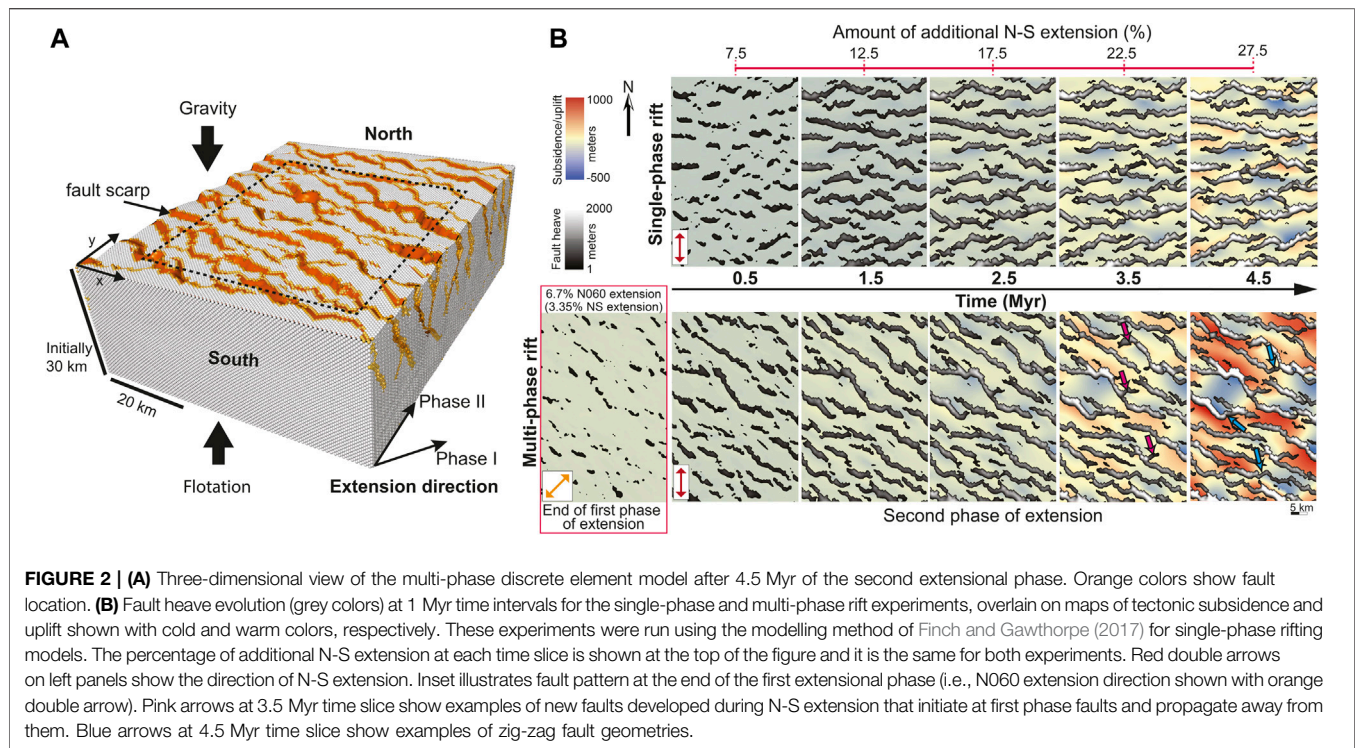 A
Gravity
North
fault scarp
y
x
Initially
30 km
South
20 km
Phase II
Phase I
Flotation
Extension direction
B
Amount of additional N-S extension (%)
7.5 12.5 17.5 22.5 27.5
N
1000
Subsidence/uplift
meters
-500
2000
Fault heave
meters
1
Single-phase rift
0.5 1.5 2.5 3.5 4.5
Time (Myr)
Multi-phase rift
6.7% N060 extension
(3.35% NS extension)
End of first phase
of extension
Second phase of extension
5 km
FIGURE 2 | (A) Three-dimensional view of the multi-phase discrete element model after 4.5 Myr of the second extensional phase. Orange colors show fault
location. (B) Fault heave evolution (grey colors) at 1 Myr time intervals for the single-phase and multi-phase rift experiments, overlain on maps of tectonic subsidence and
uplift shown with cold and warm colors, respectively. These experiments were run using the modelling method of Finch and Gawthorpe (2017) for single-phase rifting
models. The percentage of additional N-S extension at each time slice is shown at the top of the figure and it is the same for both experiments. Red double arrows
on left panels show the direction of N-S extension. Inset illustrates fault pattern at the end of the first extensional phase (i.e., N060 extension direction shown with orange
double arrow). Pink arrows at 3.5 Myr time slice show examples of new faults developed during N-S extension that initiate at first phase faults and propagate away from
them. Blue arrows at 4.5 Myr time slice show examples of zig-zag fault geometries.